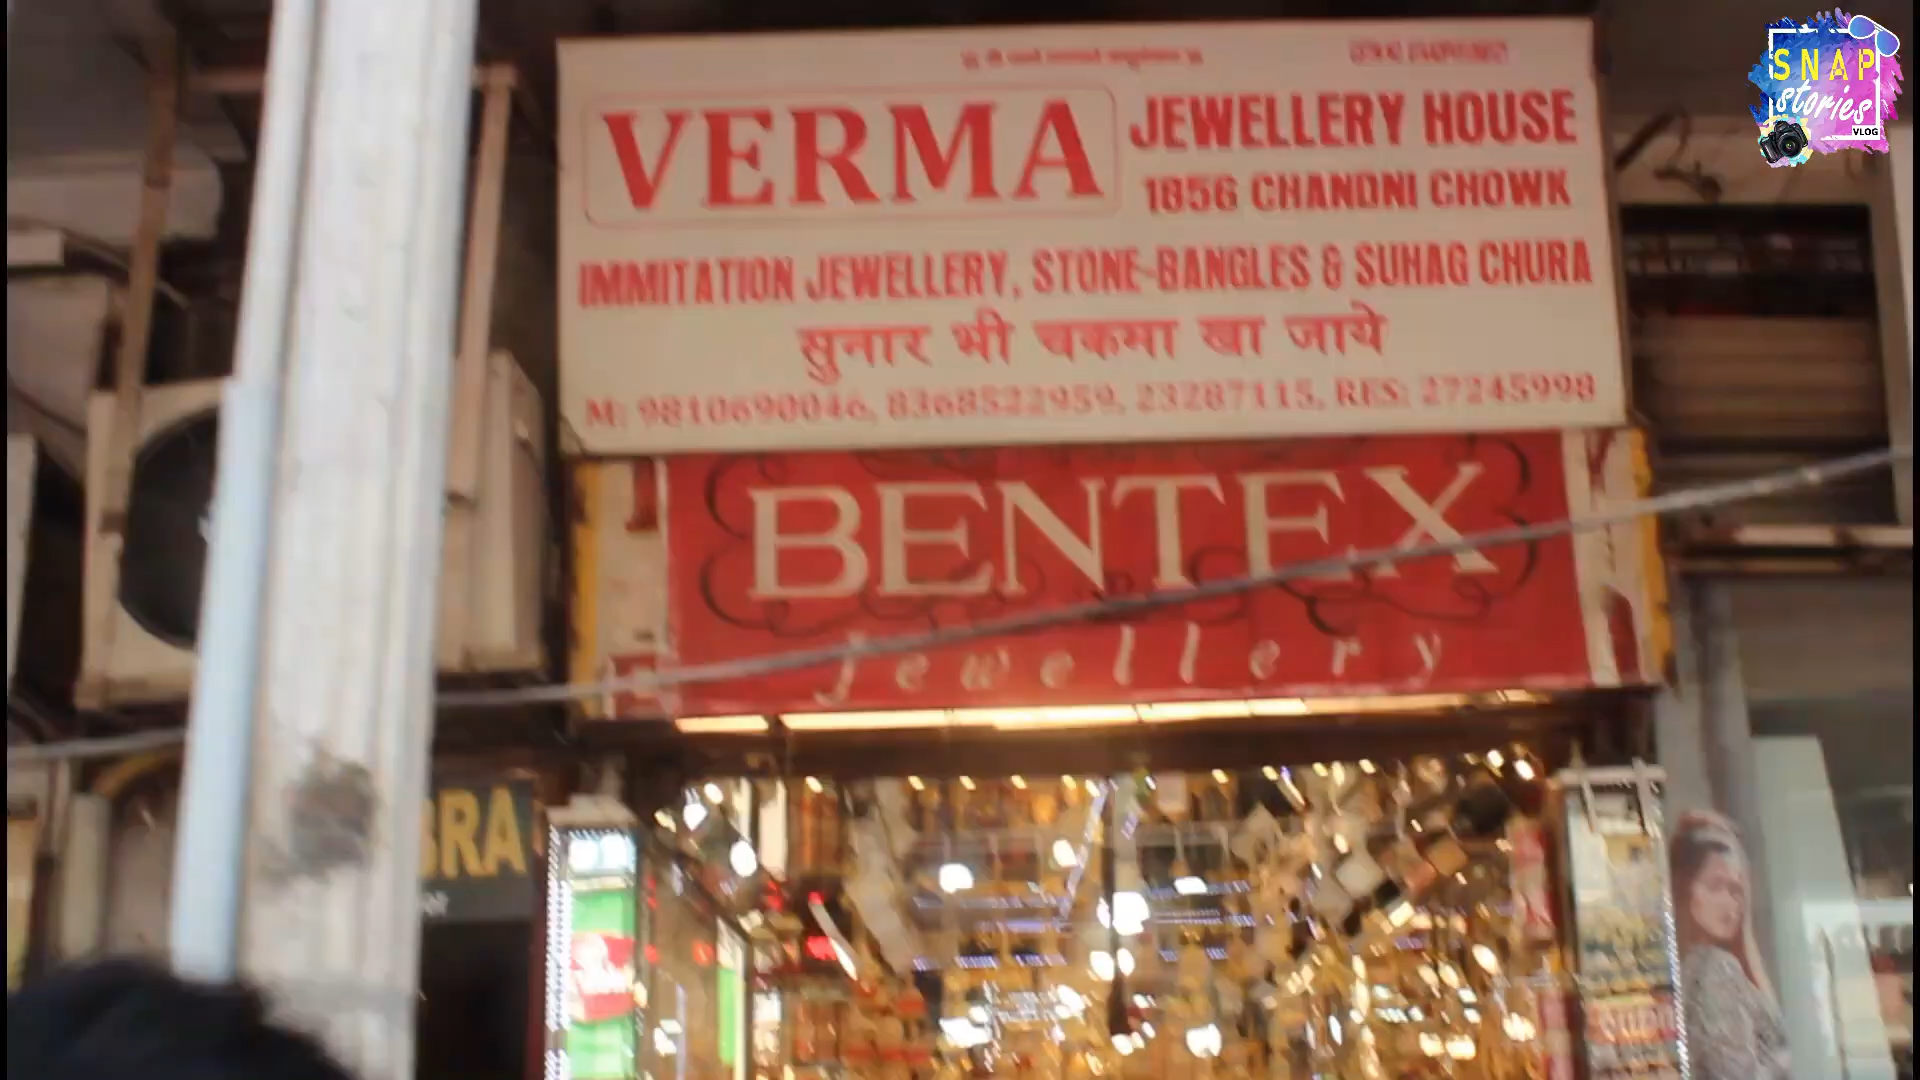 SNAP
stories
VLOG
VERMA
JEWELLERY HOUSE
1856 CHANDNI CHOWK
IMMITATION JEWELLERY, STONE-BANGLES & SUHAG CHURA
सुनार भी चकमा खा जाये
M: 9810690046, 8368522959, 23287115, RES: 27245998
BENTEX
jewellery
BRA